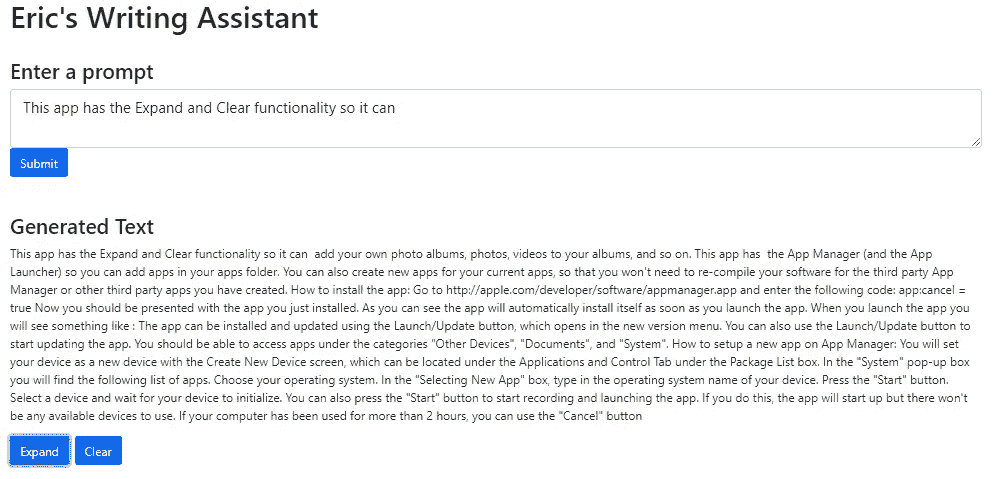 Eric's Writing Assistant
Enter a prompt
This app has the Expand and Clear functionality so it can
Submit
Generated Text
This app has the Expand and Clear functionality so it can  add your own photo albums, photos, videos to your albums, and so on. This app has  the App Manager (and the App
Launcher) so you can add apps in your apps folder. You can also create new apps for your current apps, so that you won't need to re-compile your software for the third party App
Manager or other third party apps you have created. How to install the app: Go to http://apple.com/developer/software/appmanager.app and enter the following code: app:cancel =
true Now you should be presented with the app you just installed. As you can see the app will automatically install itself as soon as you launch the app. When you launch the app you
will see something like : The app can be installed and updated using the Launch/Update button, which opens in the new version menu. You can also use the Launch/Update button to
start updating the app. You should be able to access apps under the categories "Other Devices", "Documents", and "System". How to setup a new app on App Manager: You will set
your device as a new device with the Create New Device screen, which can be located under the Applications and Control Tab under the Package List box. In the "System" pop-up box
you will find the following list of apps. Choose your operating system. In the "Selecting New App" box, type in the operating system name of your device. Press the "Start" button.
Select a device and wait for your device to initialize. You can also press the "Start" button to start recording and launching the app. If you do this, the app will start up but there won't
be any available devices to use. If your computer has been used for more than 2 hours, you can use the "Cancel" button
Expand Clear